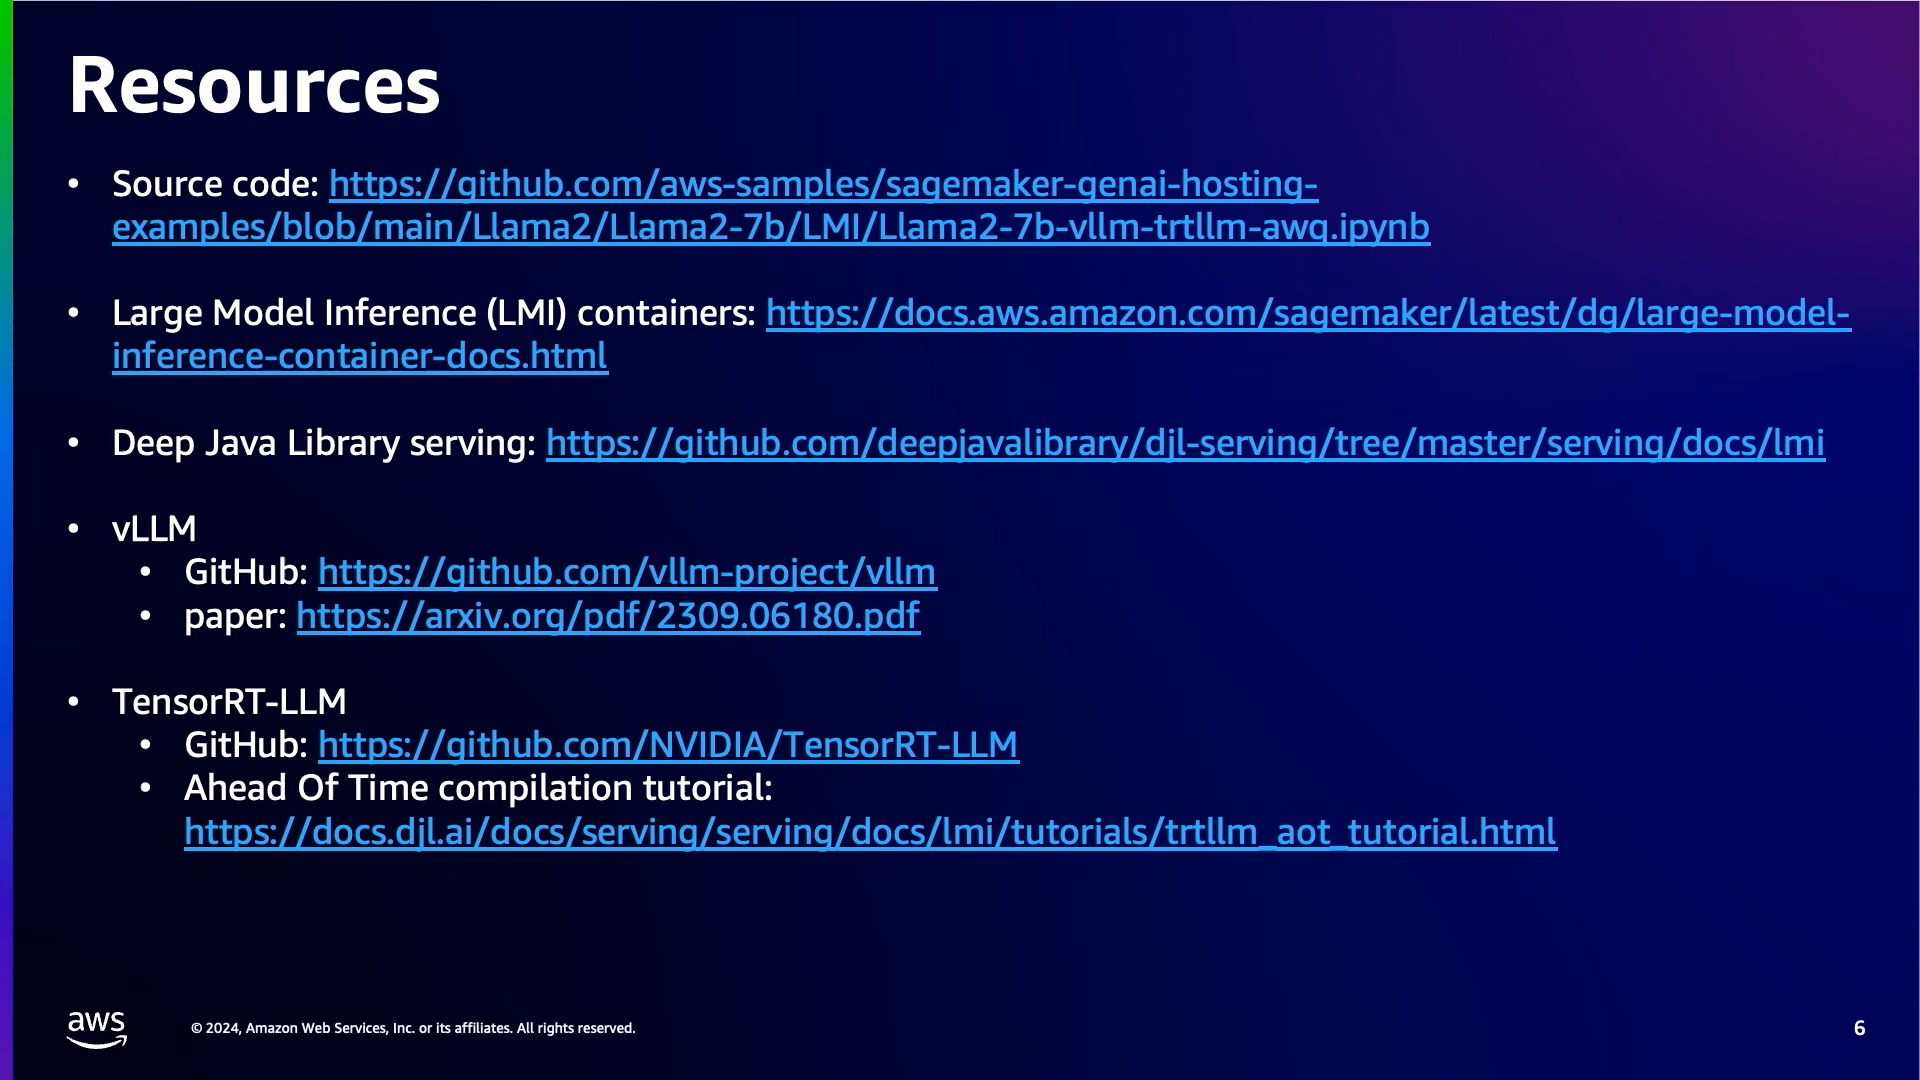 Resources
• Source code: https://github.com/aws-samples/sagemaker-genai-hosting-
examples/blob/main/Llama2/Llama2-7b/LMI/Llama2-7b-vllm-trtllm-awq.ipynb
• Large Model Inference (LMI) containers: https://docs.aws.amazon.com/sagemaker/latest/dg/large-model-
inference-container-docs.html
• Deep Java Library serving: https://github.com/deepjavalibrary/djl-serving/tree/master/serving/docs/lmi
• vLLM
• GitHub: https://github.com/vllm-project/vllm
• paper: https://arxiv.org/pdf/2309.06180.pdf
• TensorRT-LLM
• GitHub: https://github.com/NVIDIA/TensorRT-LLM
• Ahead Of Time compilation tutorial:
https://docs.djl.ai/docs/serving/serving/docs/lmi/tutorials/trtllm_aot_tutorial.html
aws
© 2024, Amazon Web Services, Inc. or its affiliates. All rights reserved.
6